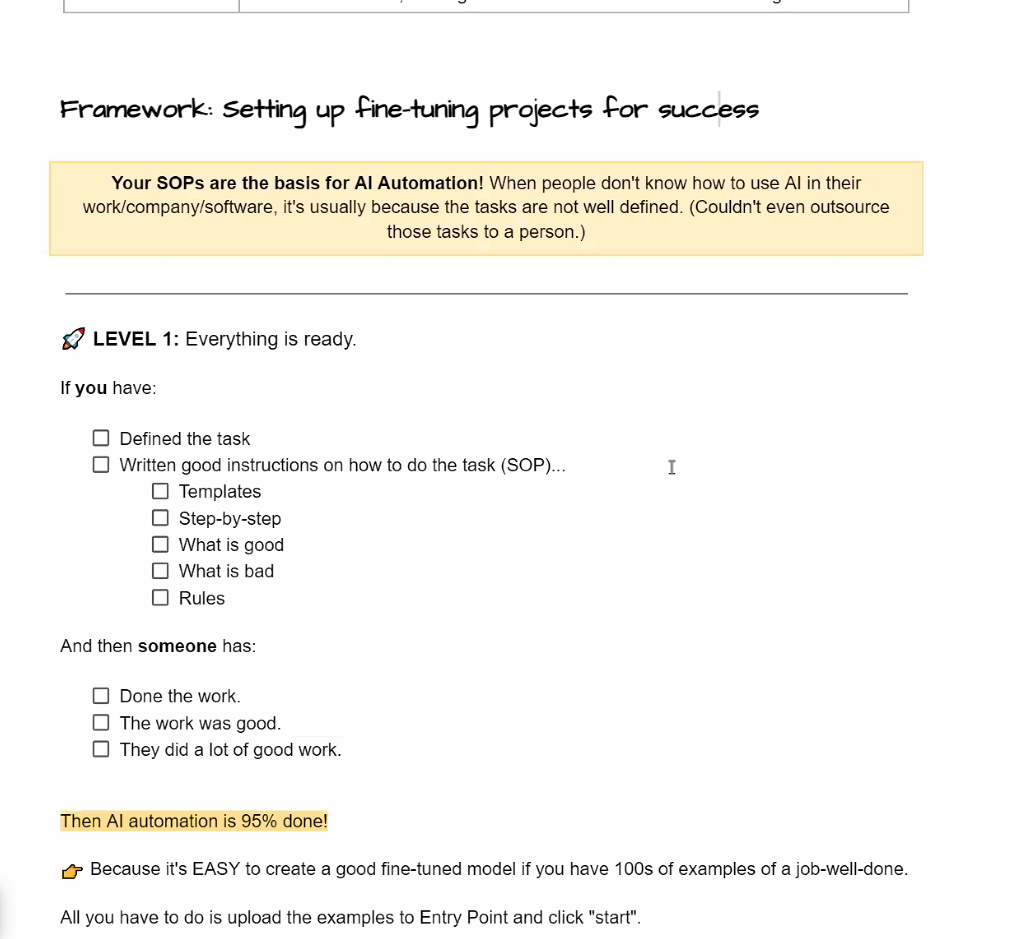 Framework: Setting up fine-tuning projects for success
Your SOPs are the basis for AI Automation! When people don't know how to use AI in their
work/company/software, it's usually because the tasks are not well defined. (Couldn't even outsource
those tasks to a person.)
🚀 LEVEL 1: Everything is ready.
If you have:
☐ Defined the task
☐ Written good instructions on how to do the task (SOP)...
☐ Templates
☐ Step-by-step
☐ What is good
☐ What is bad
☐ Rules
And then someone has:
☐ Done the work.
☐ The work was good.
☐ They did a lot of good work.
Then AI automation is 95% done!
👉 Because it's EASY to create a good fine-tuned model if you have 100s of examples of a job-well-done.
All you have to do is upload the examples to Entry Point and click "start".